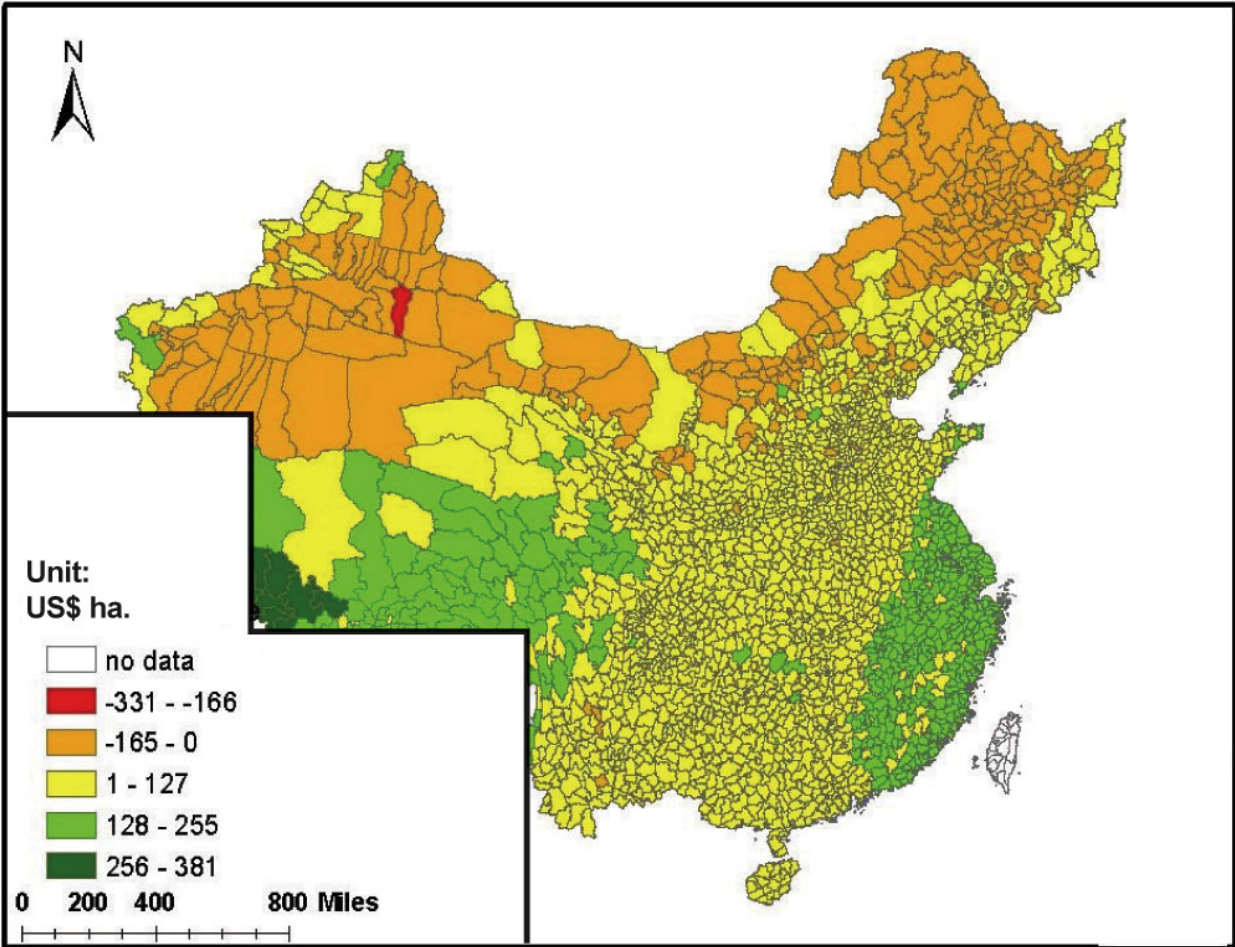 N
Unit:
US$ ha.
no data
-331 - -166
-165 - 0
1 - 127
128 - 255
256 - 381
0 200 400 800 Miles